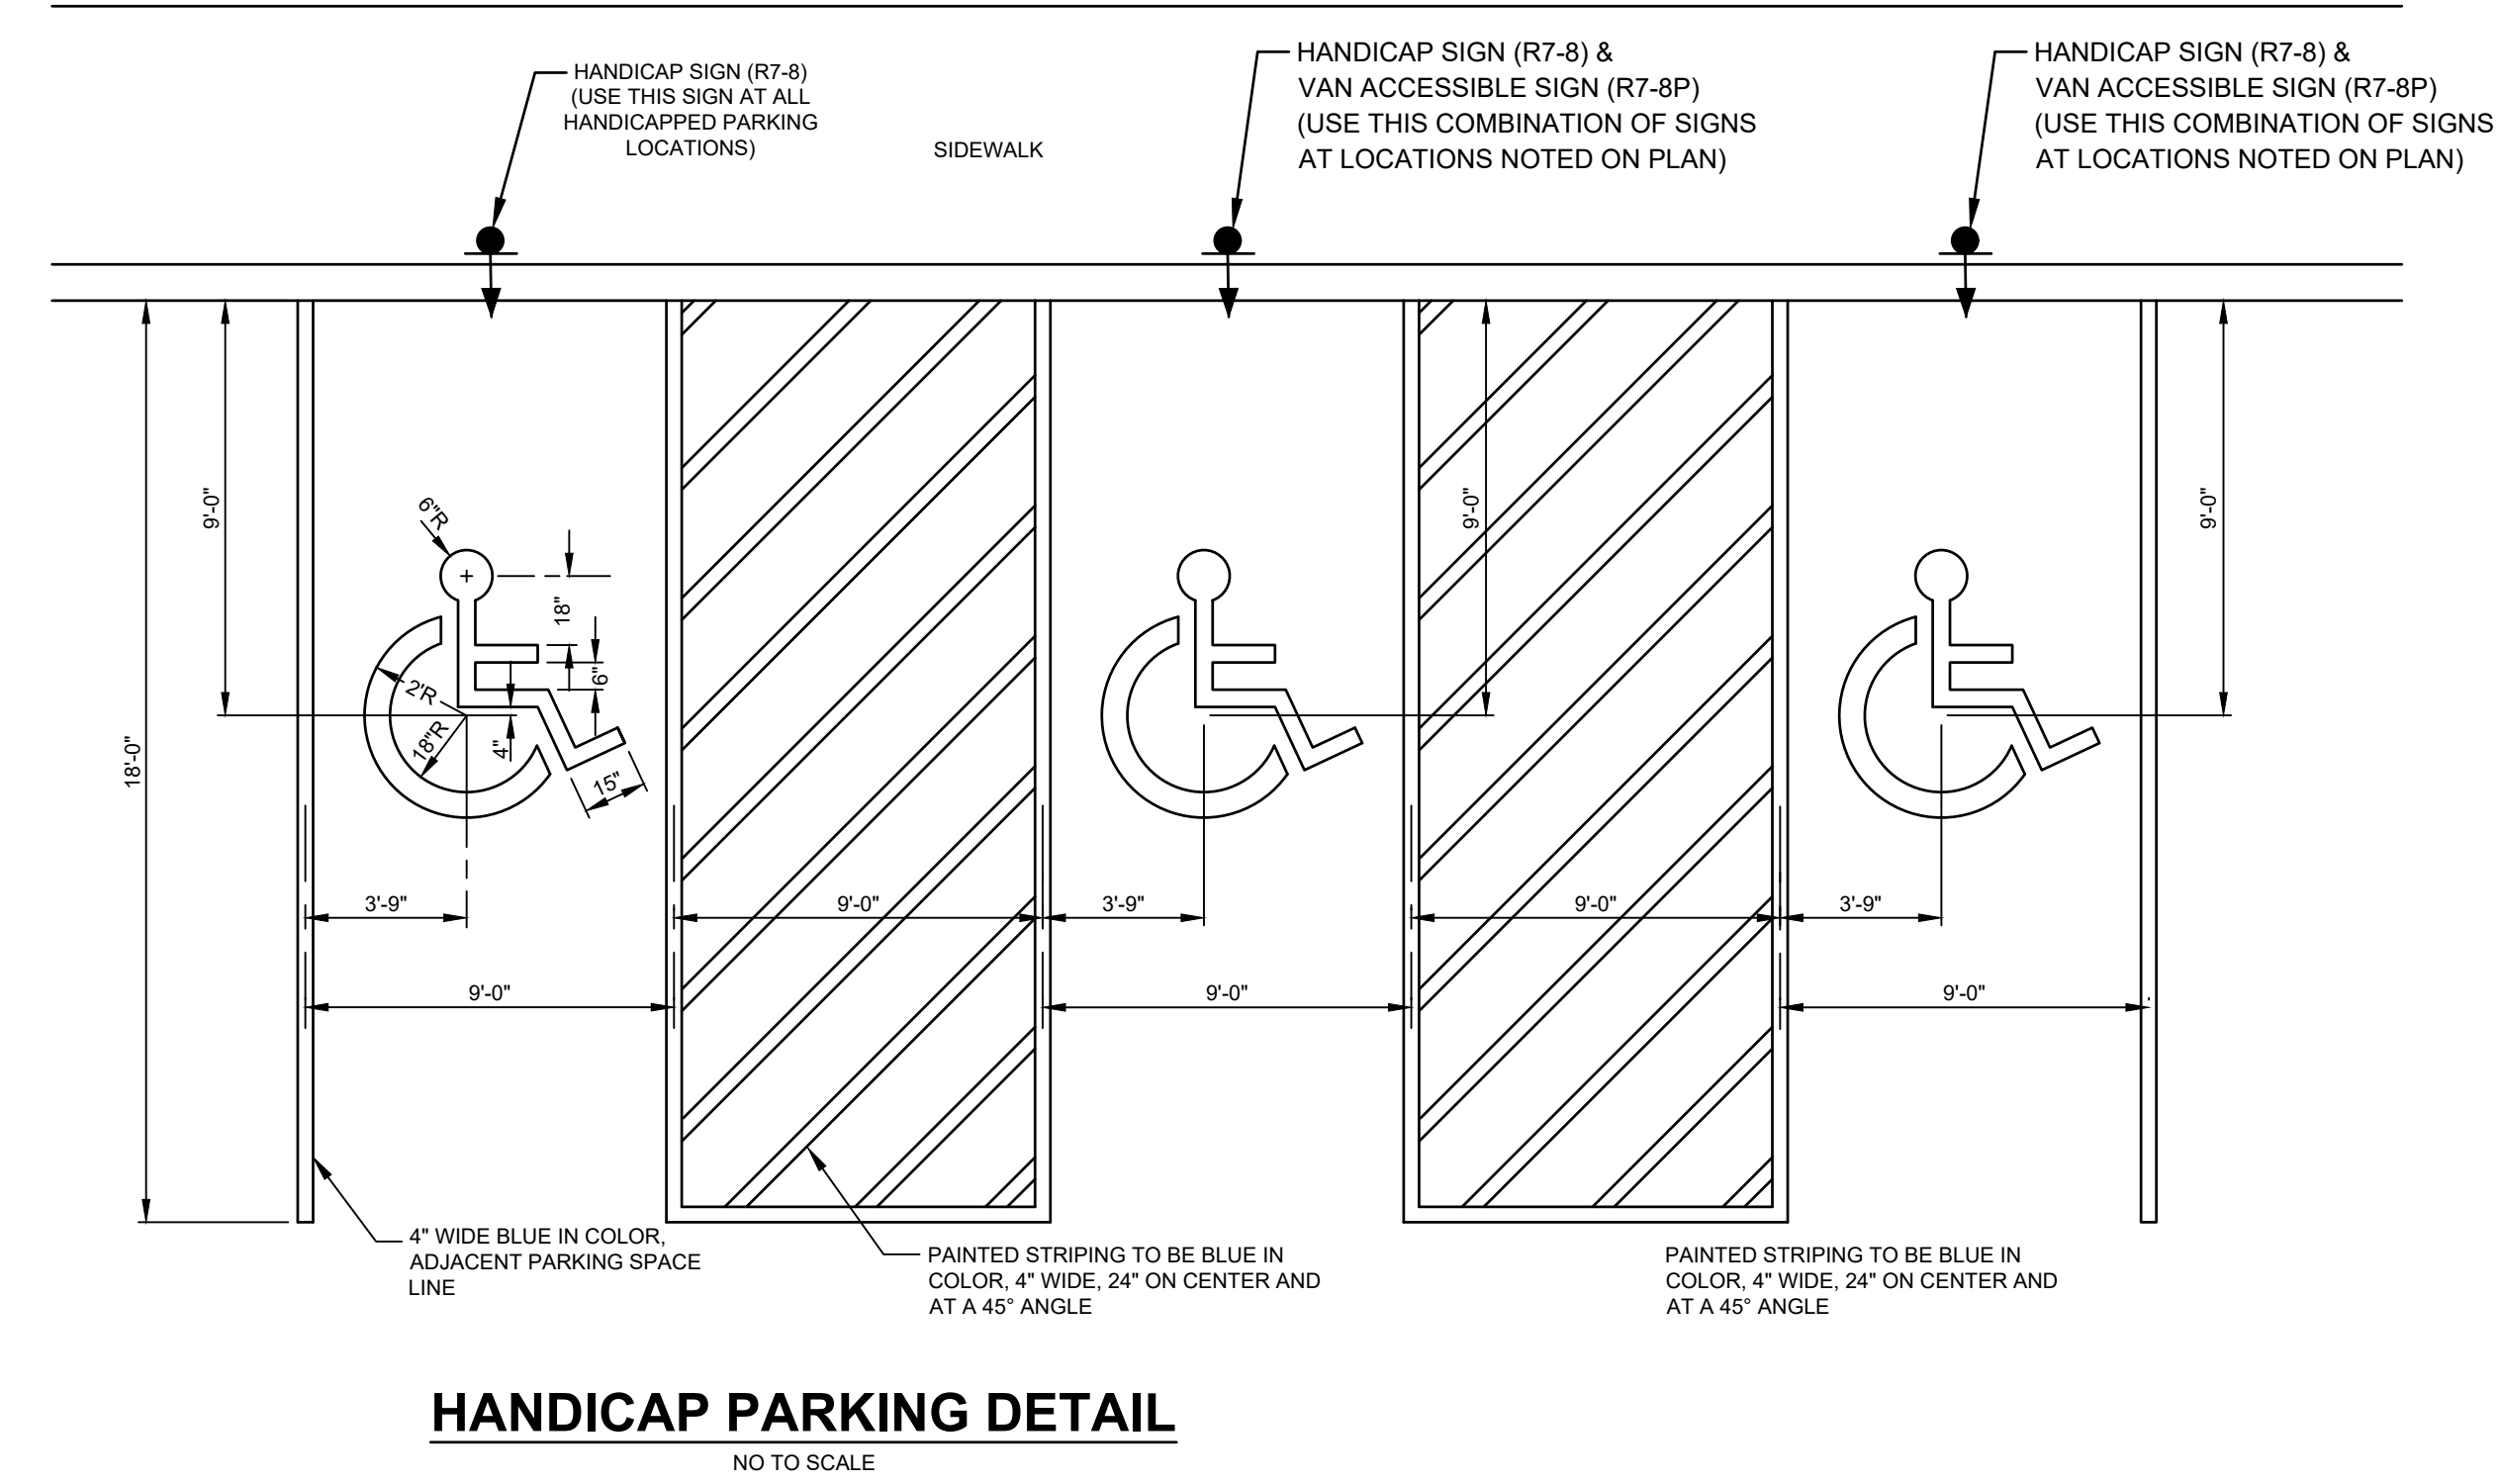 HANDICAP SIGN (R7-8)
(USE THIS SIGN AT ALL
HANDICAPPED PARKING
LOCATIONS)
SIDEWALK
HANDICAP SIGN (R7-8) &
VAN ACCESSIBLE SIGN (R7-8P)
(USE THIS COMBINATION OF SIGNS
AT LOCATIONS NOTED ON PLAN)
HANDICAP SIGN (R7-8) &
VAN ACCESSIBLE SIGN (R7-8P)
(USE THIS COMBINATION OF SIGNS
AT LOCATIONS NOTED ON PLAN)
18'-0"
9'-0"
6"R
18"
6"
2'R
18"R
4"
15"
9'-0"
9'-0"
3'-9"
9'-0"
3'-9"
9'-0"
3'-9"
9'-0"
9'-0"
9'-0"
4" WIDE BLUE IN COLOR,
ADJACENT PARKING SPACE
LINE
PAINTED STRIPING TO BE BLUE IN
COLOR, 4" WIDE, 24" ON CENTER AND
AT A 45° ANGLE
PAINTED STRIPING TO BE BLUE IN
COLOR, 4" WIDE, 24" ON CENTER AND
AT A 45° ANGLE
HANDICAP PARKING DETAIL
NO TO SCALE